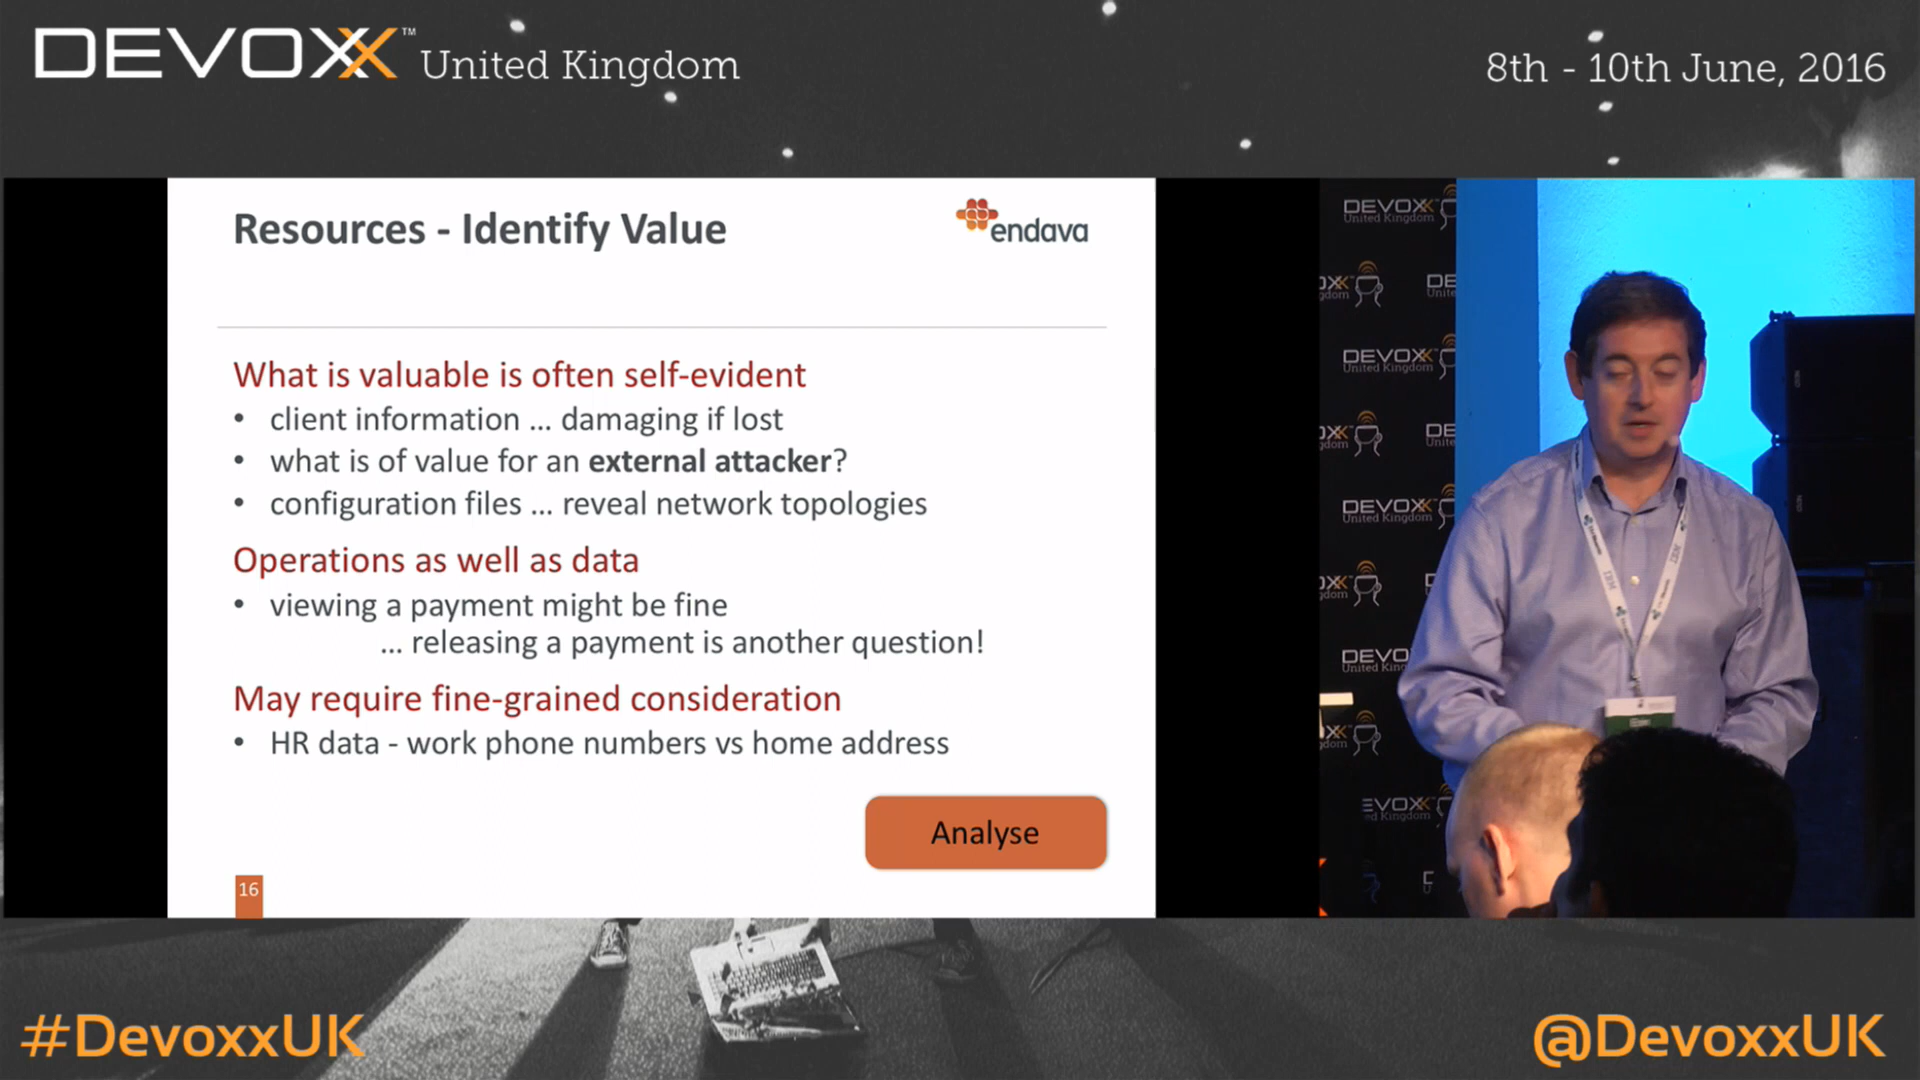 DEVOXX™ United Kingdom
8th - 10th June, 2016
Resources - Identify Value
endava
What is valuable is often self-evident
• client information ... damaging if lost
• what is of value for an external attacker?
• configuration files ... reveal network topologies
Operations as well as data
• viewing a payment might be fine
... releasing a payment is another question!
May require fine-grained consideration
• HR data - work phone numbers vs home address
Analyse
16
DEVOXX
United Kingdom
DEVOXX
United Kingdom
DEVOXX
United Kingdom
IBM
IBM
#DevoxxUK
@DevoxxUK